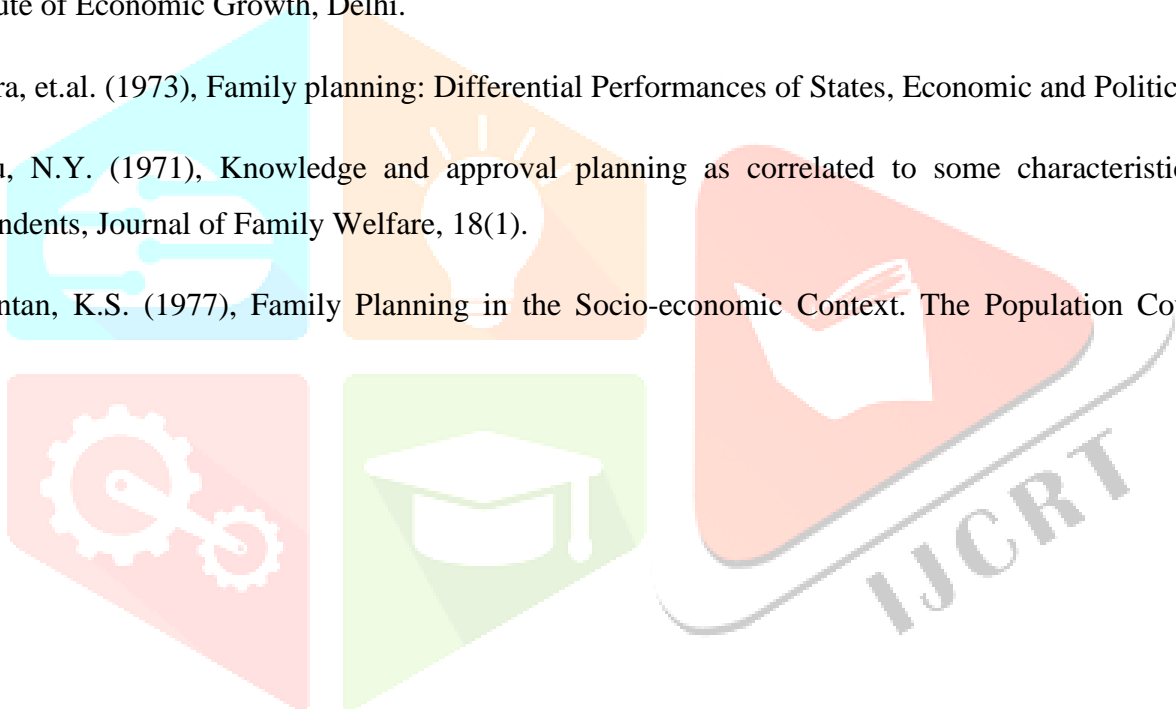 ute of Economic Growth, Delhi.
ra, et.al. (1973), Family planning: Differential Performances of States, Economic and Politic
u, N.Y. (1971), Knowledge and approval planning as correlated to some characteristic
ndents, Journal of Family Welfare, 18(1).
ntan, K.S. (1977), Family Planning in the Socio-economic Context. The Population Co
IJCRT